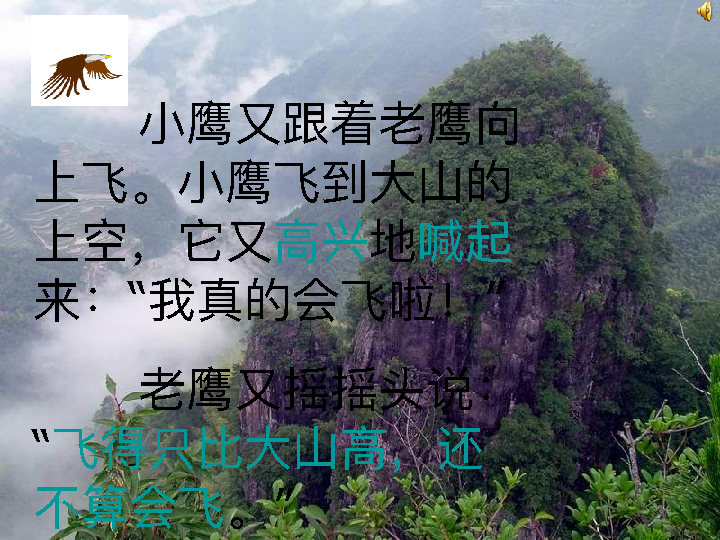 小鹰又跟着老鹰向
上飞。小鹰飞到大山的
上空，它又高兴地喊起
来：“我真的会飞啦！”
老鹰又摇摇头说：
“飞得只比大山高，还
不算会飞。”